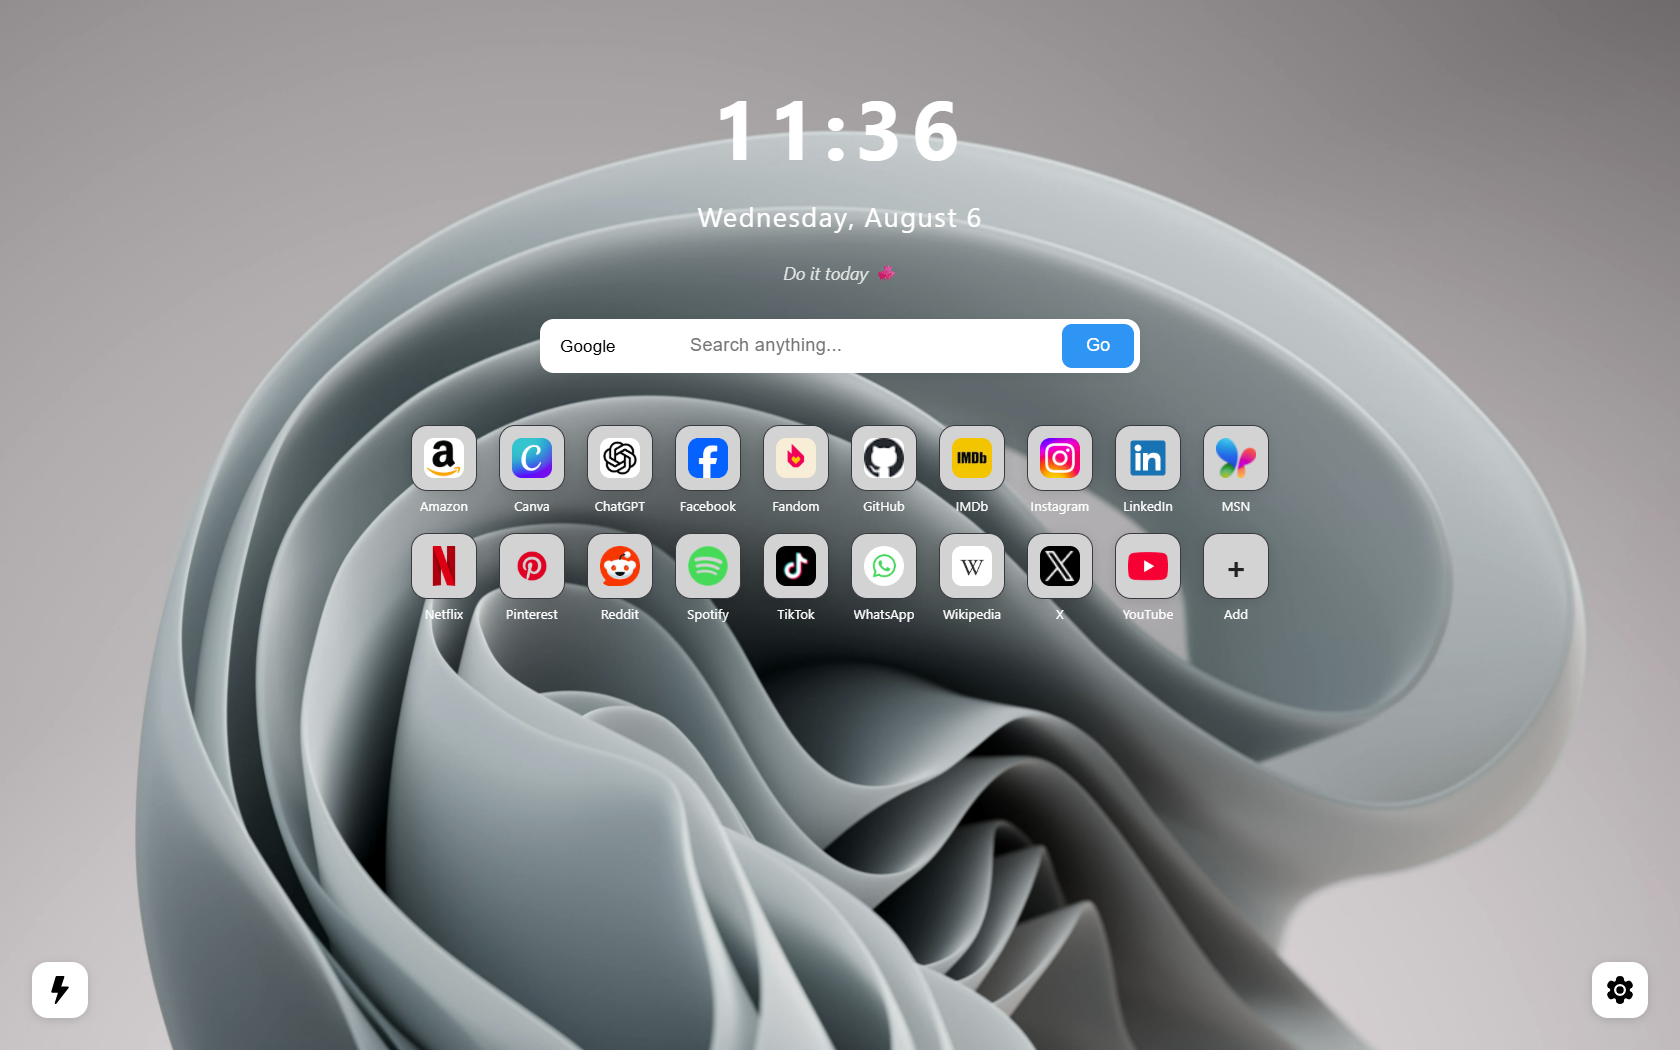 11:36
Wednesday, August 6
Do it today
Google Search anything... Go
Amazon Canva ChatGPT Facebook Fandom GitHub IMDb Instagram LinkedIn MSN
Netflix Pinterest Reddit Spotify TikTok WhatsApp Wikipedia X YouTube Add